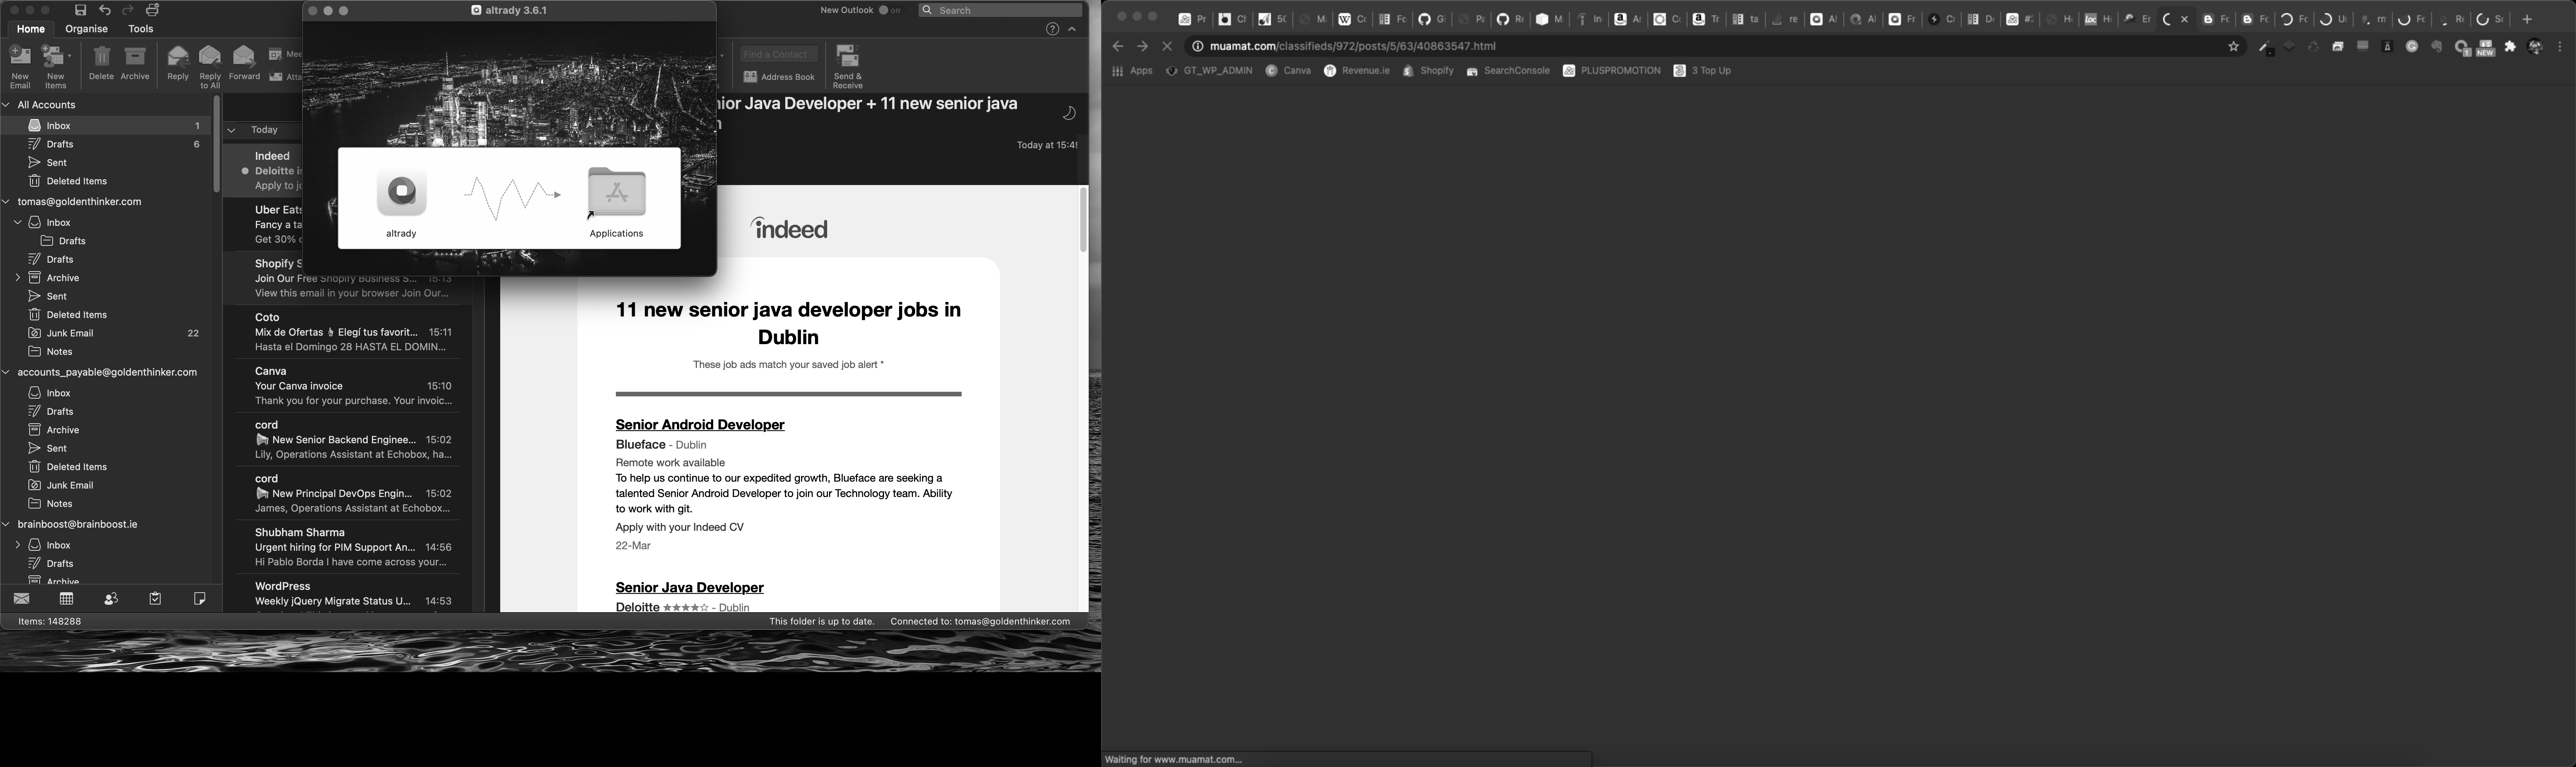 altrady 3.6.1
New Outlook
Search
Home
Organise
Tools
New Email
New Items
Delete
Archive
Reply
Reply to All
Forward
Mee
Atta
Find a Contact
Address Book
Send & Receive
All Accounts
Inbox 1
Drafts 6
Sent
Deleted Items
tomas@goldenthinker.com
Inbox
Drafts
Drafts
Archive
Sent
Deleted Items
Junk Email 22
Notes
accounts_payable@goldenthinker.com
Inbox
Drafts
Archive
Sent
Deleted Items
Junk Email
Notes
brainboost@brainboost.ie
Inbox
Drafts
Archive
Items: 148288
Today
Indeed
Deloitte is
Apply to jo
Uber Eats
Fancy a ta
Get 30% o
Shopify S
Join Our Free Shopify Business S... 15:13
View this email in your browser Join Our...
Coto
Mix de Ofertas Elegí tus favorit... 15:11
Hasta el Domingo 28 HASTA EL DOMIN...
Canva
Your Canva invoice 15:10
Thank you for your purchase. Your invoic...
cord
New Senior Backend Enginee... 15:02
Lily, Operations Assistant at Echobox, ha...
cord
New Principal DevOps Engin... 15:02
James, Operations Assistant at Echobox...
Shubham Sharma
Urgent hiring for PIM Support An... 14:56
Hi Pablo Borda I have come across your...
WordPress
Weekly jQuery Migrate Status U... 14:53
altrady
Applications
nior Java Developer + 11 new senior java
Today at 15:49
indeed
11 new senior java developer jobs in
Dublin
These job ads match your saved job alert *
Senior Android Developer
Blueface - Dublin
Remote work available
To help us continue to our expedited growth, Blueface are seeking a
talented Senior Android Developer to join our Technology team. Ability
to work with git.
Apply with your Indeed CV
22-Mar
Senior Java Developer
Deloitte ★★★★☆ - Dublin
This folder is up to date.
Connected to: tomas@goldenthinker.com
muamat.com/classifieds/972/posts/5/63/40863547.html
NEW
Apps
GT_WP_ADMIN
Canva
Revenue.ie
Shopify
SearchConsole
PLUSPROMOTION
3 Top Up
Waiting for www.muamat.com...